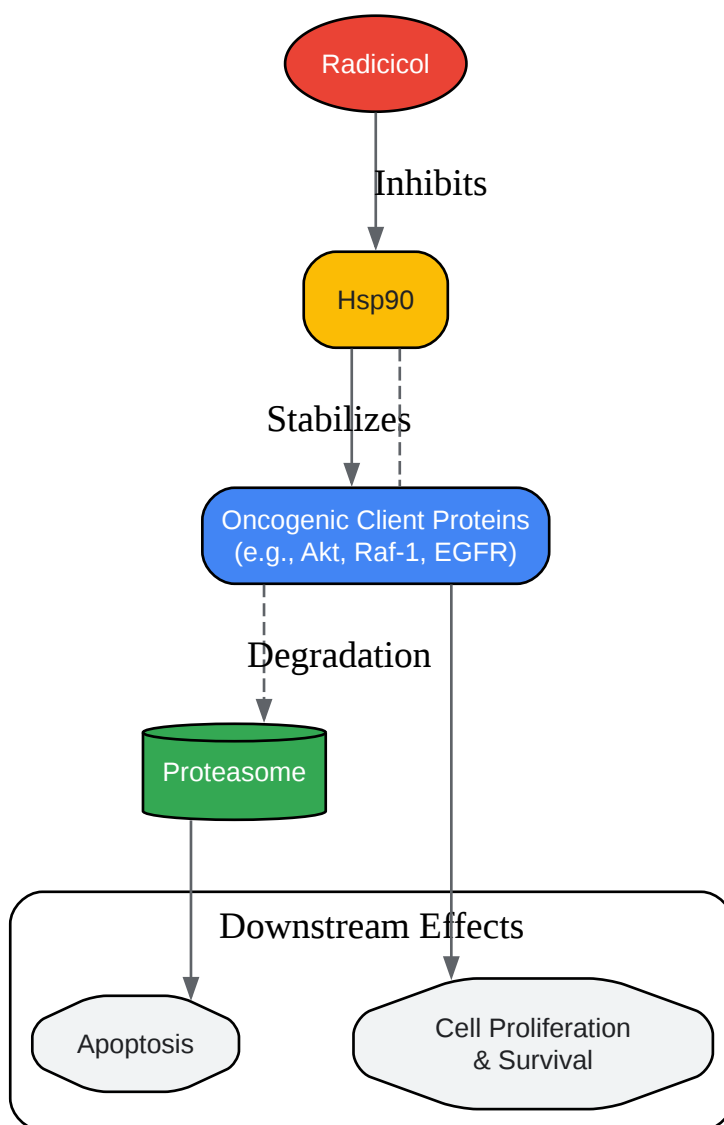 Radicicol
Inhibits
Hsp90
Stabilizes
Oncogenic Client Proteins
(e.g., Akt, Raf-1, EGFR)
Degradation
Proteasome
Downstream Effects
Apoptosis
Cell Proliferation
& Survival